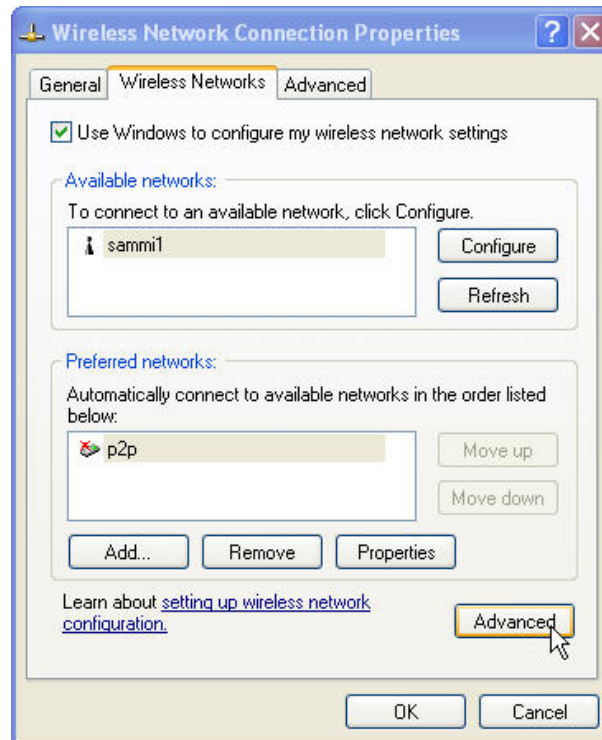 Wireless Network Connection Properties
General Wireless Networks Advanced
Use Windows to configure my wireless network settings
Available networks:
To connect to an available network, click Configure.
sammi1
Configure
Refresh
Preferred networks:
Automatically connect to available networks in the order listed
below:
p2p
Move up
Move down
Add... Remove Properties
Learn about setting up wireless network
configuration.
Advanced
OK Cancel